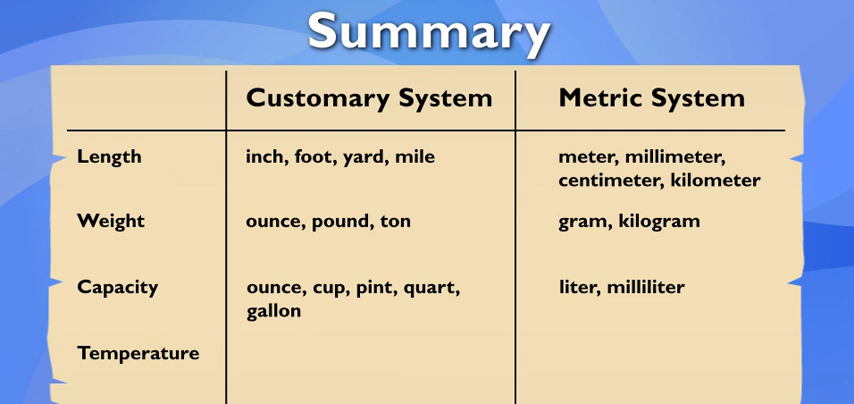 Summary
Customary System Metric System
Length inch, foot, yard, mile meter, millimeter,
centimeter, kilometer
Weight ounce, pound, ton gram, kilogram
Capacity ounce, cup, pint, quart, liter, milliliter
gallon
Temperature